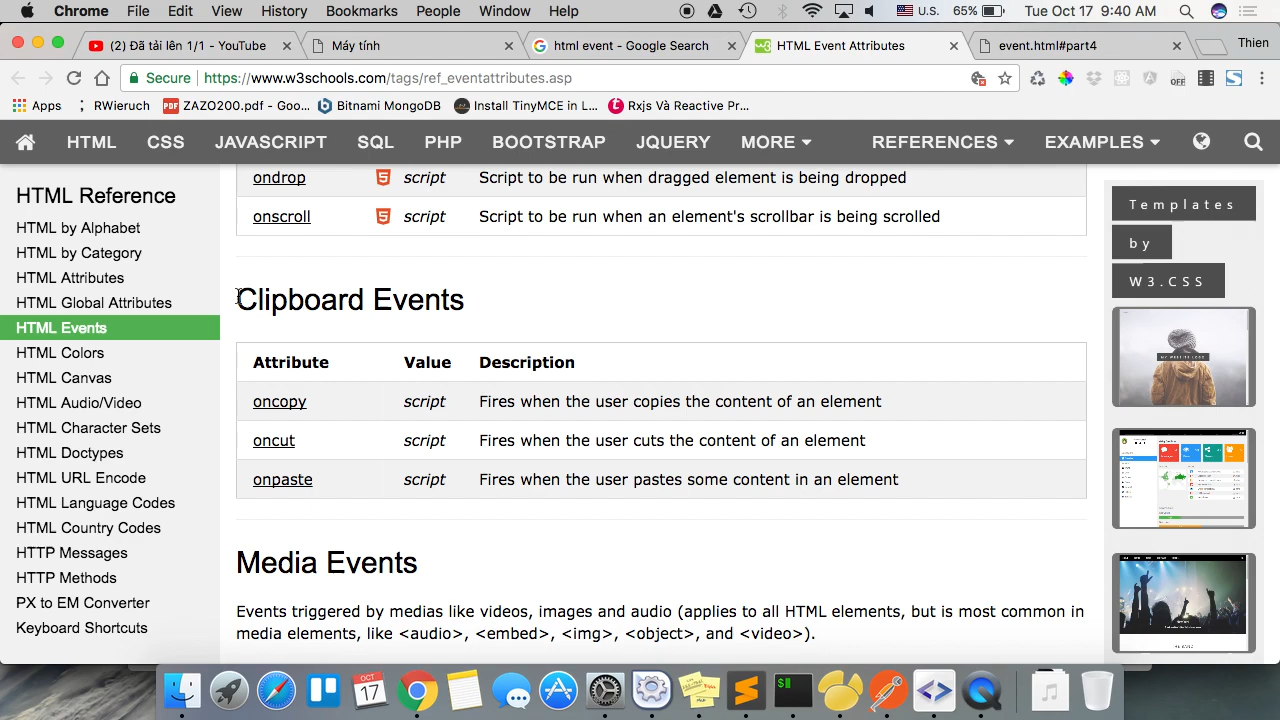 Chrome File Edit View History Bookmarks People Window Help U.S. 65% Tue Oct 17 9:40 AM
(2) Đã tải lên 1/1 - YouTube Máy tính html event - Google Search HTML Event Attributes event.html#part4 Thien
Secure https://www.w3schools.com/tags/ref_eventattributes.asp
Apps RWieruch ZAZO200.pdf - Goo... Bitnami MongoDB Install TinyMCE in L... Rxjs Và Reactive Pr...
HTML CSS JAVASCRIPT SQL PHP BOOTSTRAP JQUERY MORE REFERENCES EXAMPLES
HTML Reference
HTML by Alphabet
HTML by Category
HTML Attributes
HTML Global Attributes
HTML Events
HTML Colors
HTML Canvas
HTML Audio/Video
HTML Character Sets
HTML Doctypes
HTML URL Encode
HTML Language Codes
HTML Country Codes
HTTP Messages
HTTP Methods
PX to EM Converter
Keyboard Shortcuts
ondrop script Script to be run when dragged element is being dropped
onscroll script Script to be run when an element's scrollbar is being scrolled
Clipboard Events
Attribute Value Description
oncopy script Fires when the user copies the content of an element
oncut script Fires when the user cuts the content of an element
onpaste script Fires when the user pastes some content in an element
Media Events
Events triggered by medias like videos, images and audio (applies to all HTML elements, but is most common in
media elements, like <audio>, <embed>, <img>, <object>, and <video>).
Templates
by
W3.CSS
OCT
17